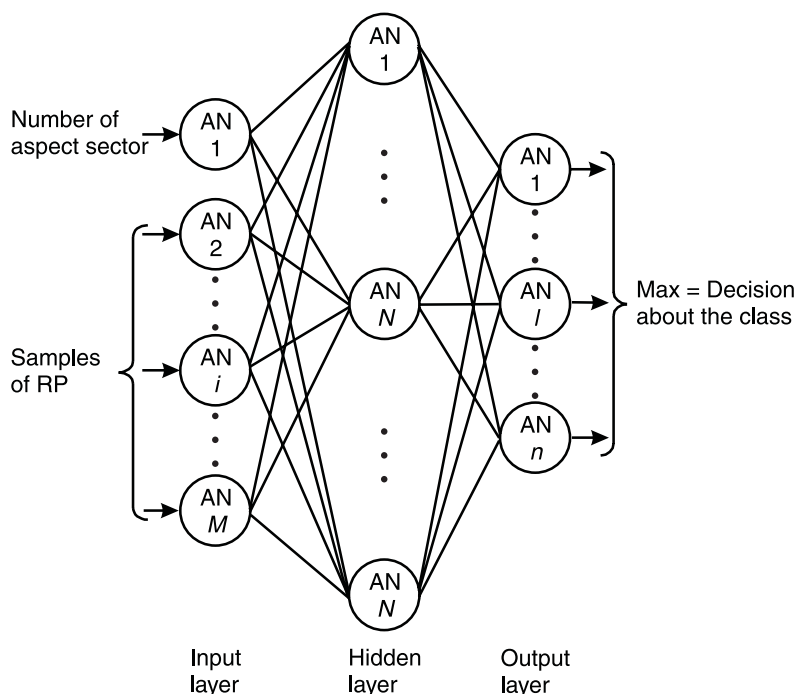 Number of
aspect sector
Samples
of RP
AN
1
AN
2
AN
i
AN
M
AN
1
AN
N
AN
N
AN
1
AN
l
AN
n
Max = Decision
about the class
Input
layer
Hidden
layer
Output
layer